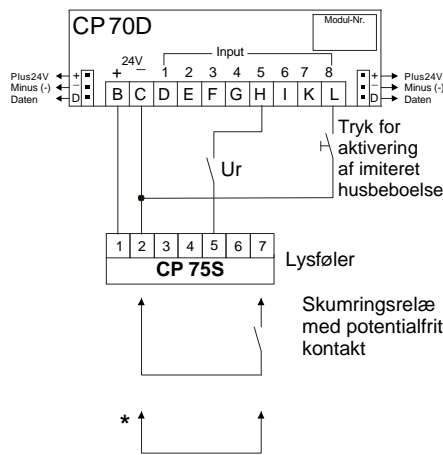 CP 70D
Modul-Nr.
Input
24V
+ − 1 2 3 4 5 6 7 8
B C D E F G H I K L
Plus24V +
Minus (-) −
Daten D
+ Plus24V
− Minus (-)
D Daten
Tryk for
aktivering
af imiteret
husbeboelse
Ur
1 2 3 4 5 6 7
CP 75S
Lysføler
Skumringsrelæ
med potentialfrit
kontakt
*